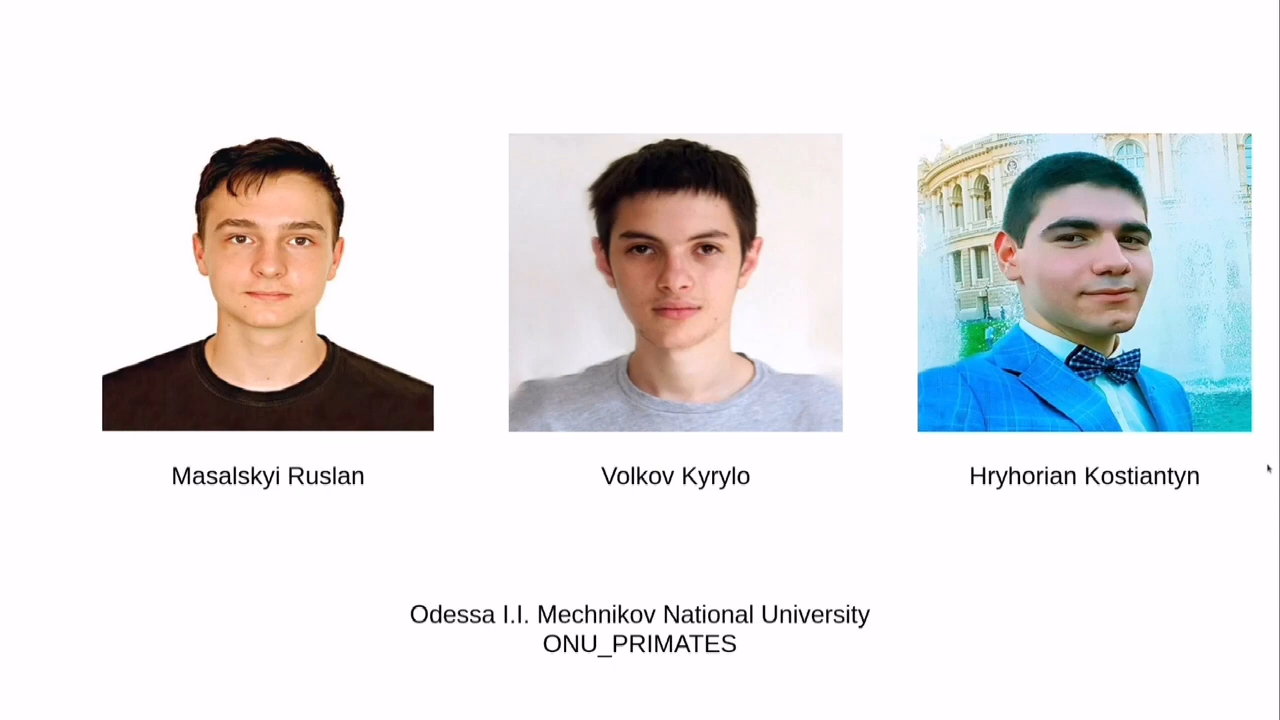 Masalskyi Ruslan
Volkov Kyrylo
Hryhorian Kostiantyn
Odessa I.I. Mechnikov National University
ONU_PRIMATES